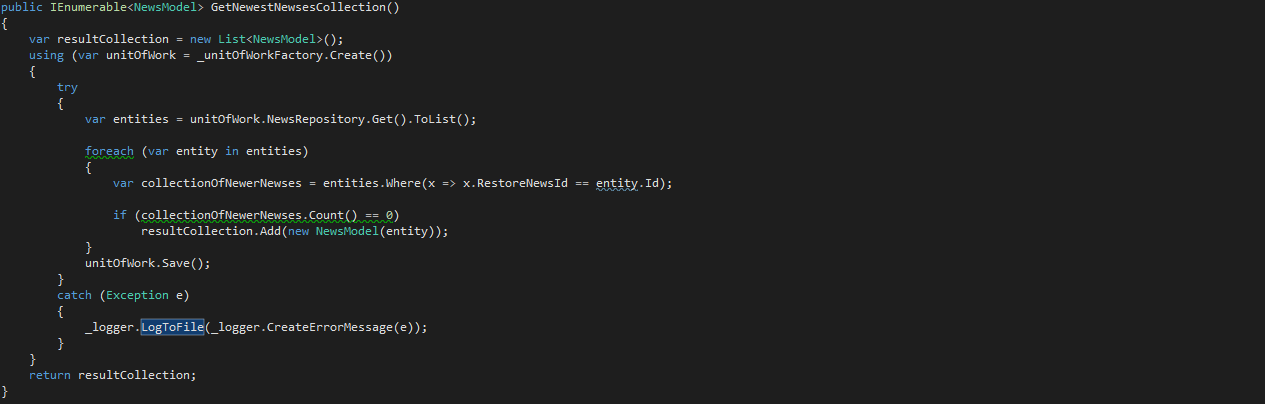 public IEnumerable<NewsModel> GetNewestNewsesCollection()
{
    var resultCollection = new List<NewsModel>();
    using (var unitOfWork = _unitOfWorkFactory.Create())
    {
        try
        {
            var entities = unitOfWork.NewsRepository.Get().ToList();

            foreach (var entity in entities)
            {
                var collectionOfNewerNewses = entities.Where(x => x.RestoreNewsId == entity.Id);

                if (collectionOfNewerNewses.Count() == 0)
                    resultCollection.Add(new NewsModel(entity));
            }
            unitOfWork.Save();
        }
        catch (Exception e)
        {
            _logger.LogToFile(_logger.CreateErrorMessage(e));
        }
    }
    return resultCollection;
}